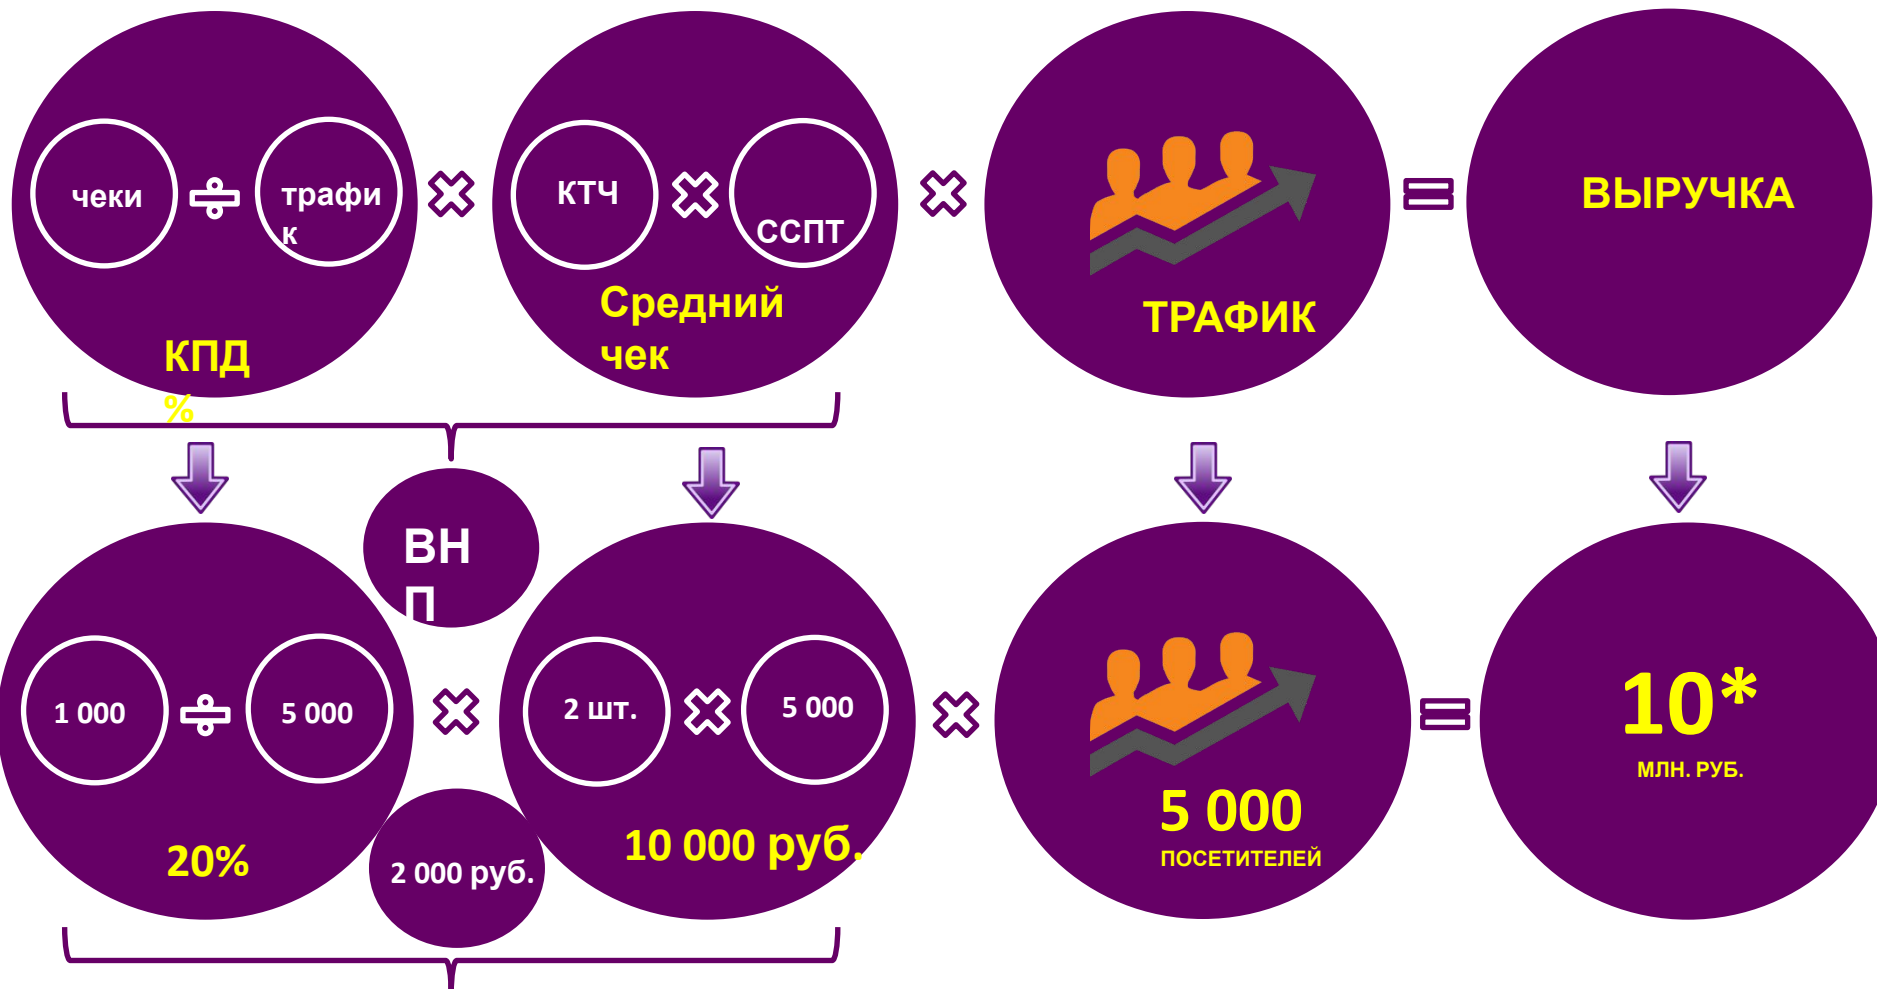 чеки
трафи
к
КПД
%
КТЧ
ССПТ
Средний
чек
ТРАФИК
ВЫРУЧКА
ВН
П
1 000
5 000
20%
2 000 руб.
2 шт.
5 000
10 000 руб.
5 000
ПОСЕТИТЕЛЕЙ
10*
МЛН. РУБ.